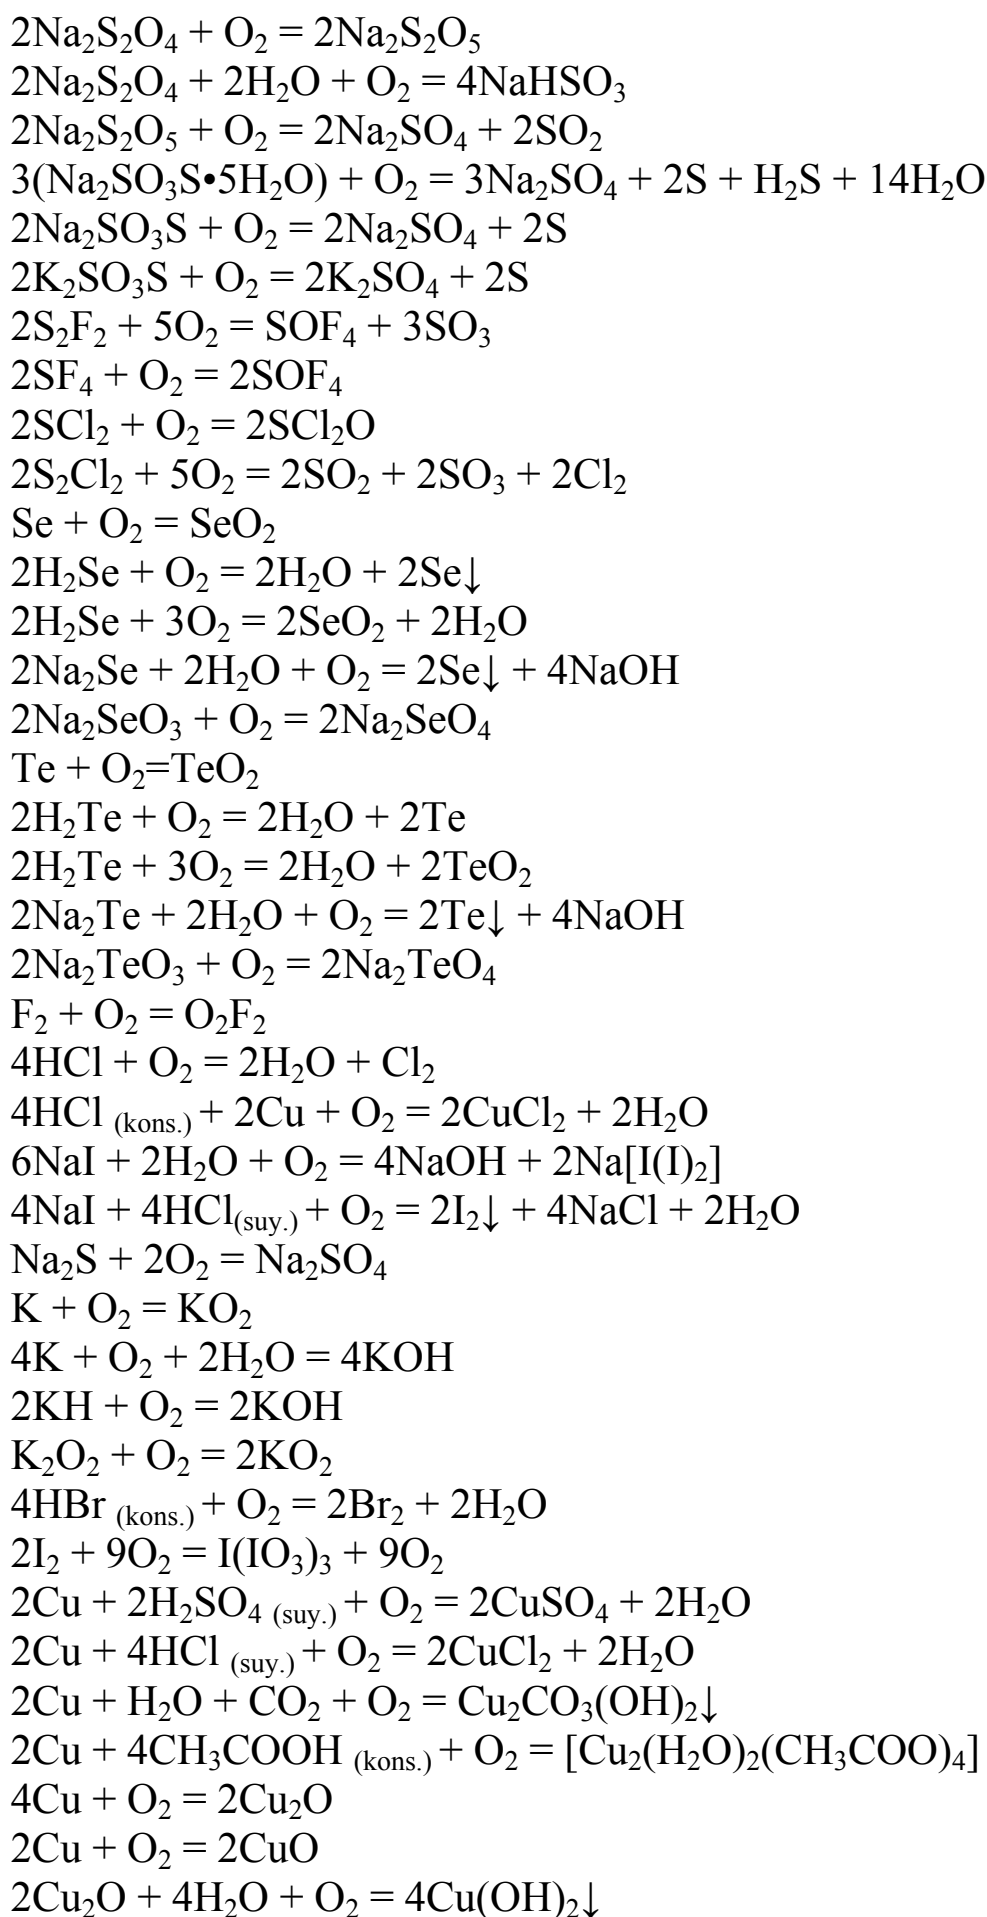 2Na₂S₂O₄ + O₂ = 2Na₂S₂O₅
2Na₂S₂O₄ + 2H₂O + O₂ = 4NaHSO₃
2Na₂S₂O₅ + O₂ = 2Na₂SO₄ + 2SO₂
3(Na₂SO₃S•5H₂O) + O₂ = 3Na₂SO₄ + 2S + H₂S + 14H₂O
2Na₂SO₃S + O₂ = 2Na₂SO₄ + 2S
2K₂SO₃S + O₂ = 2K₂SO₄ + 2S
2S₂F₂ + 5O₂ = SOF₄ + 3SO₃
2SF₄ + O₂ = 2SOF₄
2SCl₂ + O₂ = 2SCl₂O
2S₂Cl₂ + 5O₂ = 2SO₂ + 2SO₃ + 2Cl₂
Se + O₂ = SeO₂
2H₂Se + O₂ = 2H₂O + 2Se↓
2H₂Se + 3O₂ = 2SeO₂ + 2H₂O
2Na₂Se + 2H₂O + O₂ = 2Se↓ + 4NaOH
2Na₂SeO₃ + O₂ = 2Na₂SeO₄
Te + O₂=TeO₂
2H₂Te + O₂ = 2H₂O + 2Te
2H₂Te + 3O₂ = 2H₂O + 2TeO₂
2Na₂Te + 2H₂O + O₂ = 2Te↓ + 4NaOH
2Na₂TeO₃ + O₂ = 2Na₂TeO₄
F₂ + O₂ = O₂F₂
4HCl + O₂ = 2H₂O + Cl₂
4HCl (kons.) + 2Cu + O₂ = 2CuCl₂ + 2H₂O
6NaI + 2H₂O + O₂ = 4NaOH + 2Na[I(I)₂]
4NaI + 4HCl(suy.) + O₂ = 2I₂↓ + 4NaCl + 2H₂O
Na₂S + 2O₂ = Na₂SO₄
K + O₂ = KO₂
4K + O₂ + 2H₂O = 4KOH
2KH + O₂ = 2KOH
K₂O₂ + O₂ = 2KO₂
4HBr (kons.) + O₂ = 2Br₂ + 2H₂O
2I₂ + 9O₂ = I(IO₃)₃ + 9O₂
2Cu + 2H₂SO₄ (suy.) + O₂ = 2CuSO₄ + 2H₂O
2Cu + 4HCl (suy.) + O₂ = 2CuCl₂ + 2H₂O
2Cu + H₂O + CO₂ + O₂ = Cu₂CO₃(OH)₂↓
2Cu + 4CH₃COOH (kons.) + O₂ = [Cu₂(H₂O)₂(CH₃COO)₄]
4Cu + O₂ = 2Cu₂O
2Cu + O₂ = 2CuO
2Cu₂O + 4H₂O + O₂ = 4Cu(OH)₂↓